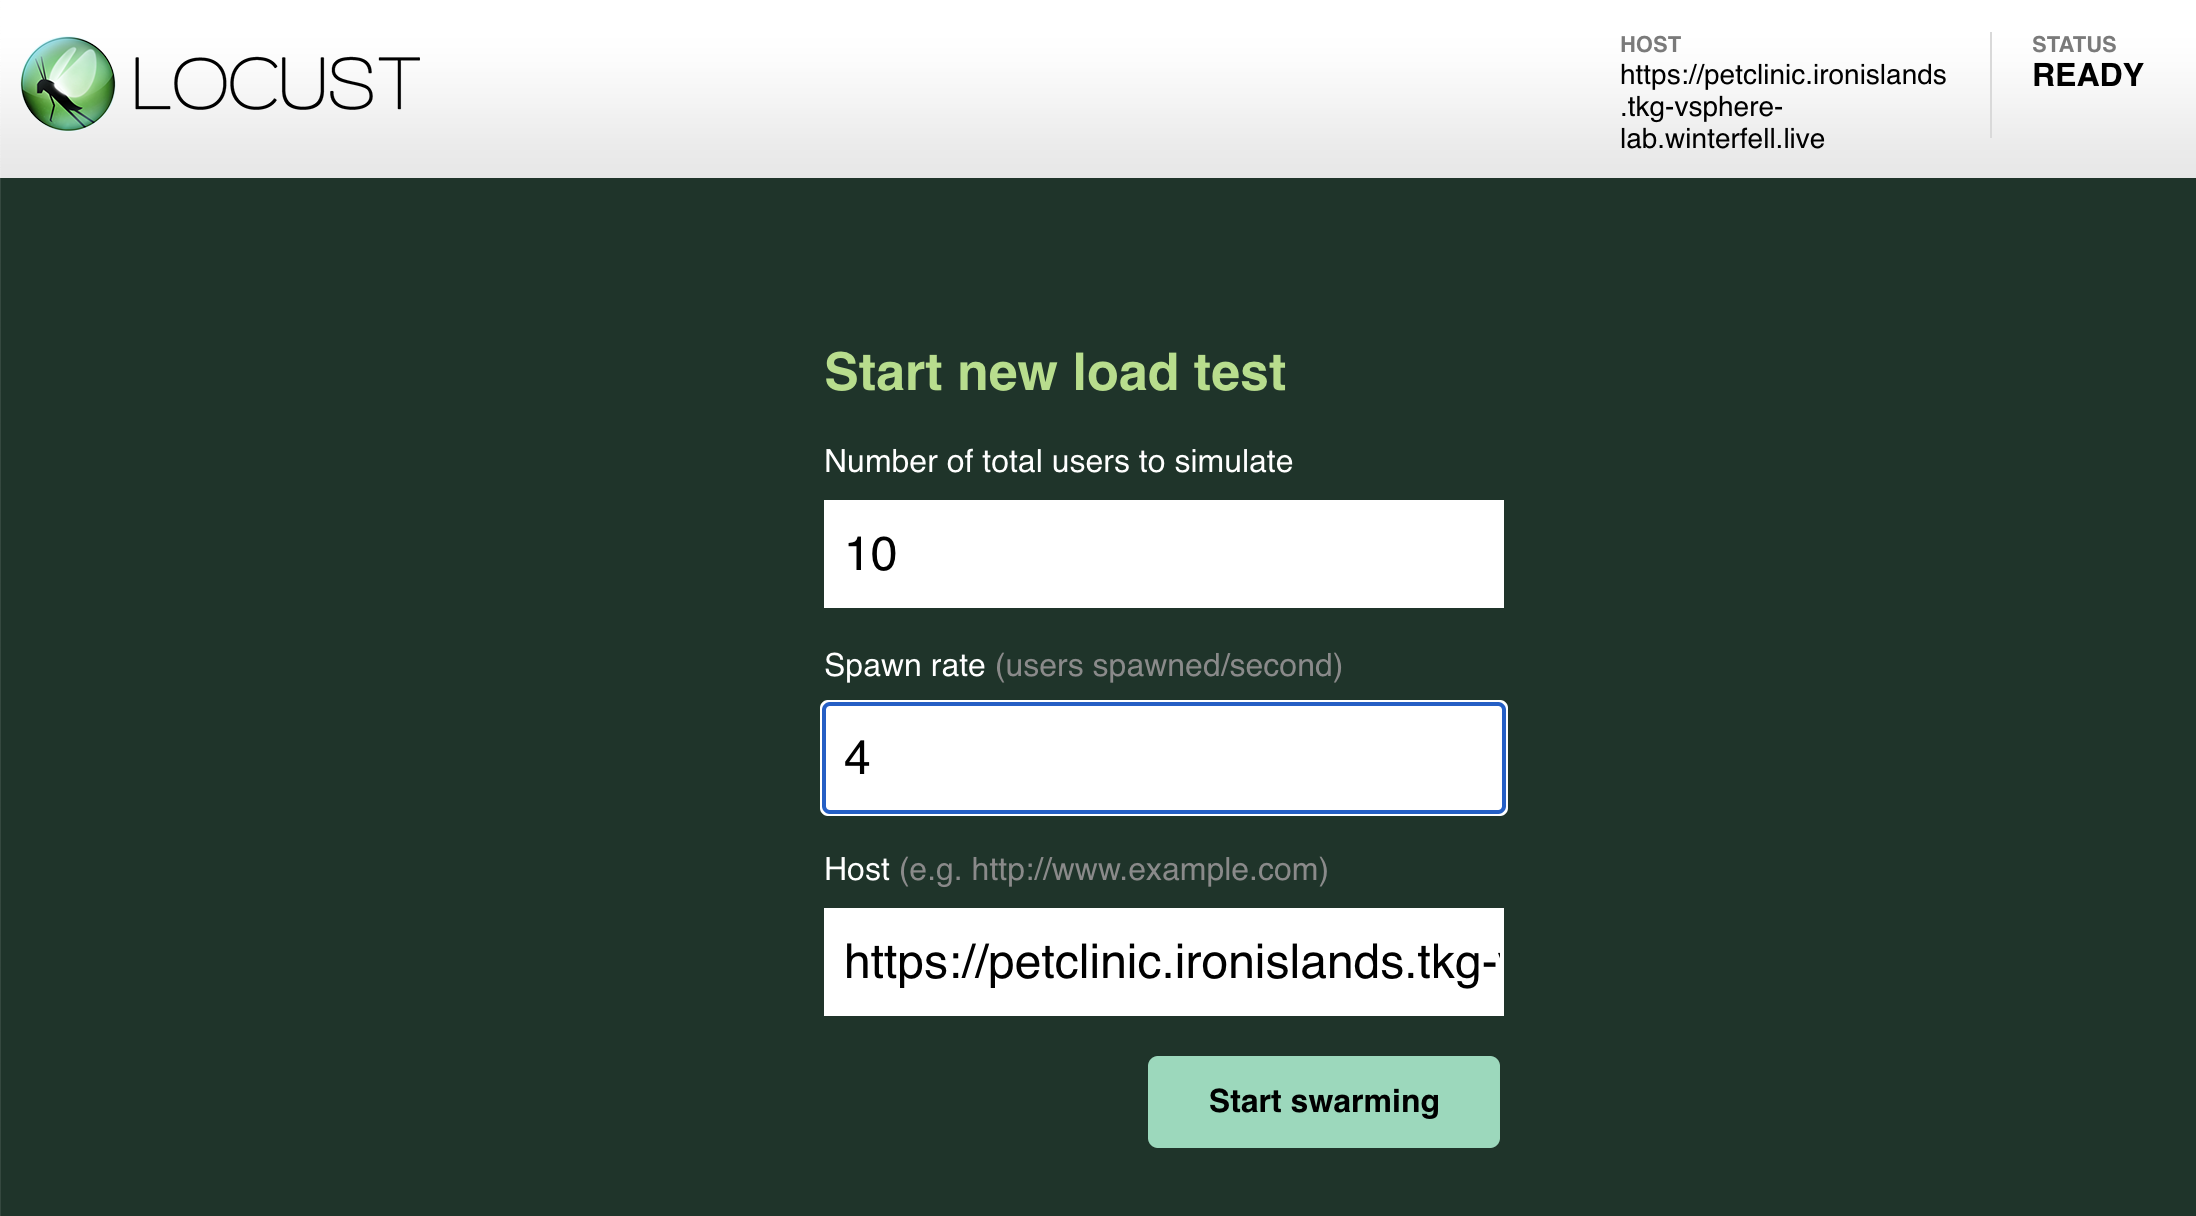 LOCUST
HOST
https://petclinic.ironislands
.tkg-vsphere-
lab.winterfell.live
STATUS
READY
Start new load test
Number of total users to simulate
10
Spawn rate (users spawned/second)
4
Host (e.g. http://www.example.com)
https://petclinic.ironislands.tkg-
Start swarming